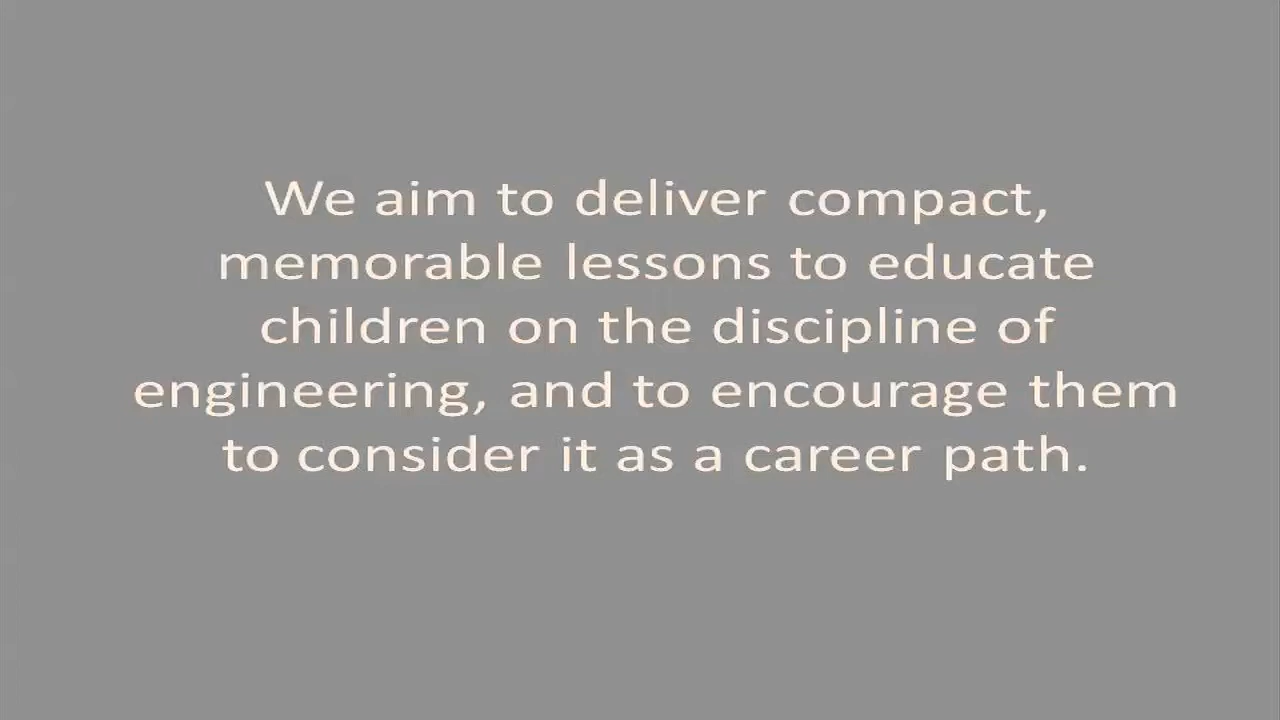 We aim to deliver compact,
memorable lessons to educate
children on the discipline of
engineering, and to encourage them
to consider it as a career path.